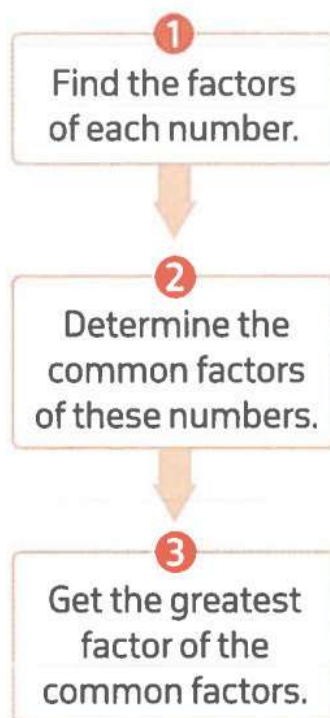 1
Find the factors
of each number.
2
Determine the
common factors
of these numbers.
3
Get the greatest
factor of the
common factors.